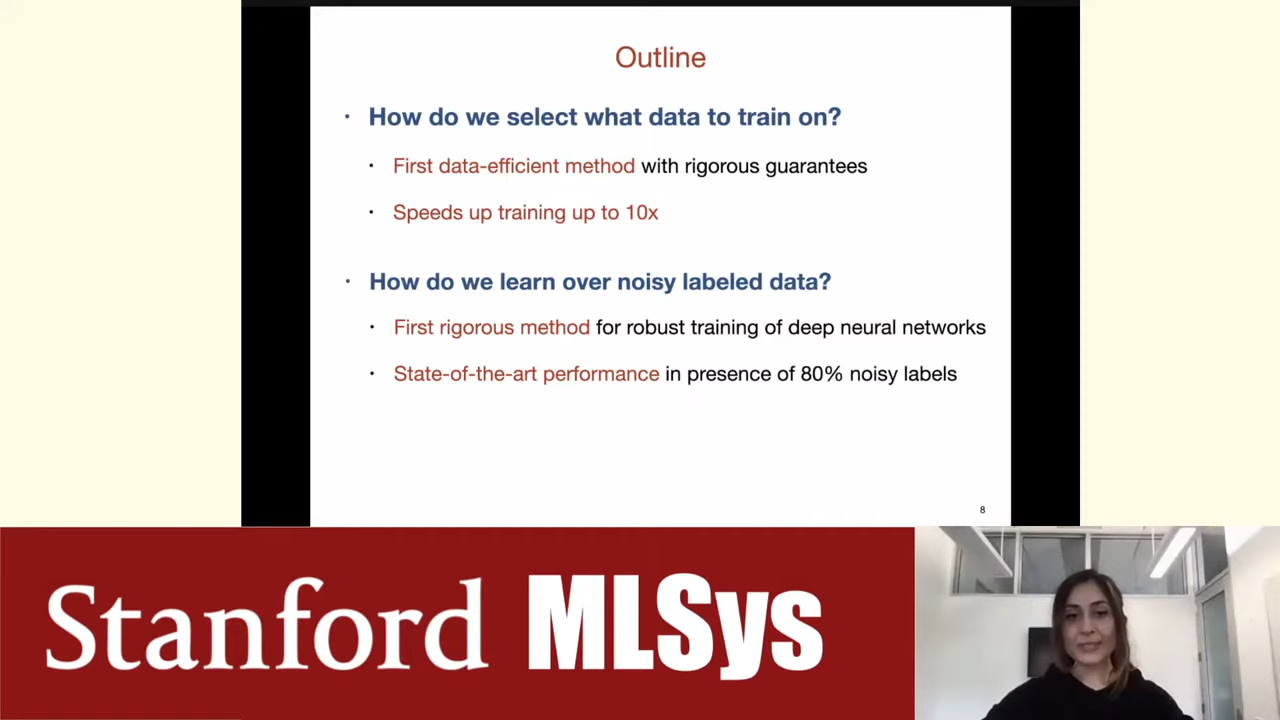 Outline
· How do we select what data to train on?
· First data-efficient method with rigorous guarantees
· Speeds up training up to 10x
· How do we learn over noisy labeled data?
· First rigorous method for robust training of deep neural networks
· State-of-the-art performance in presence of 80% noisy labels
8
Stanford MLSys